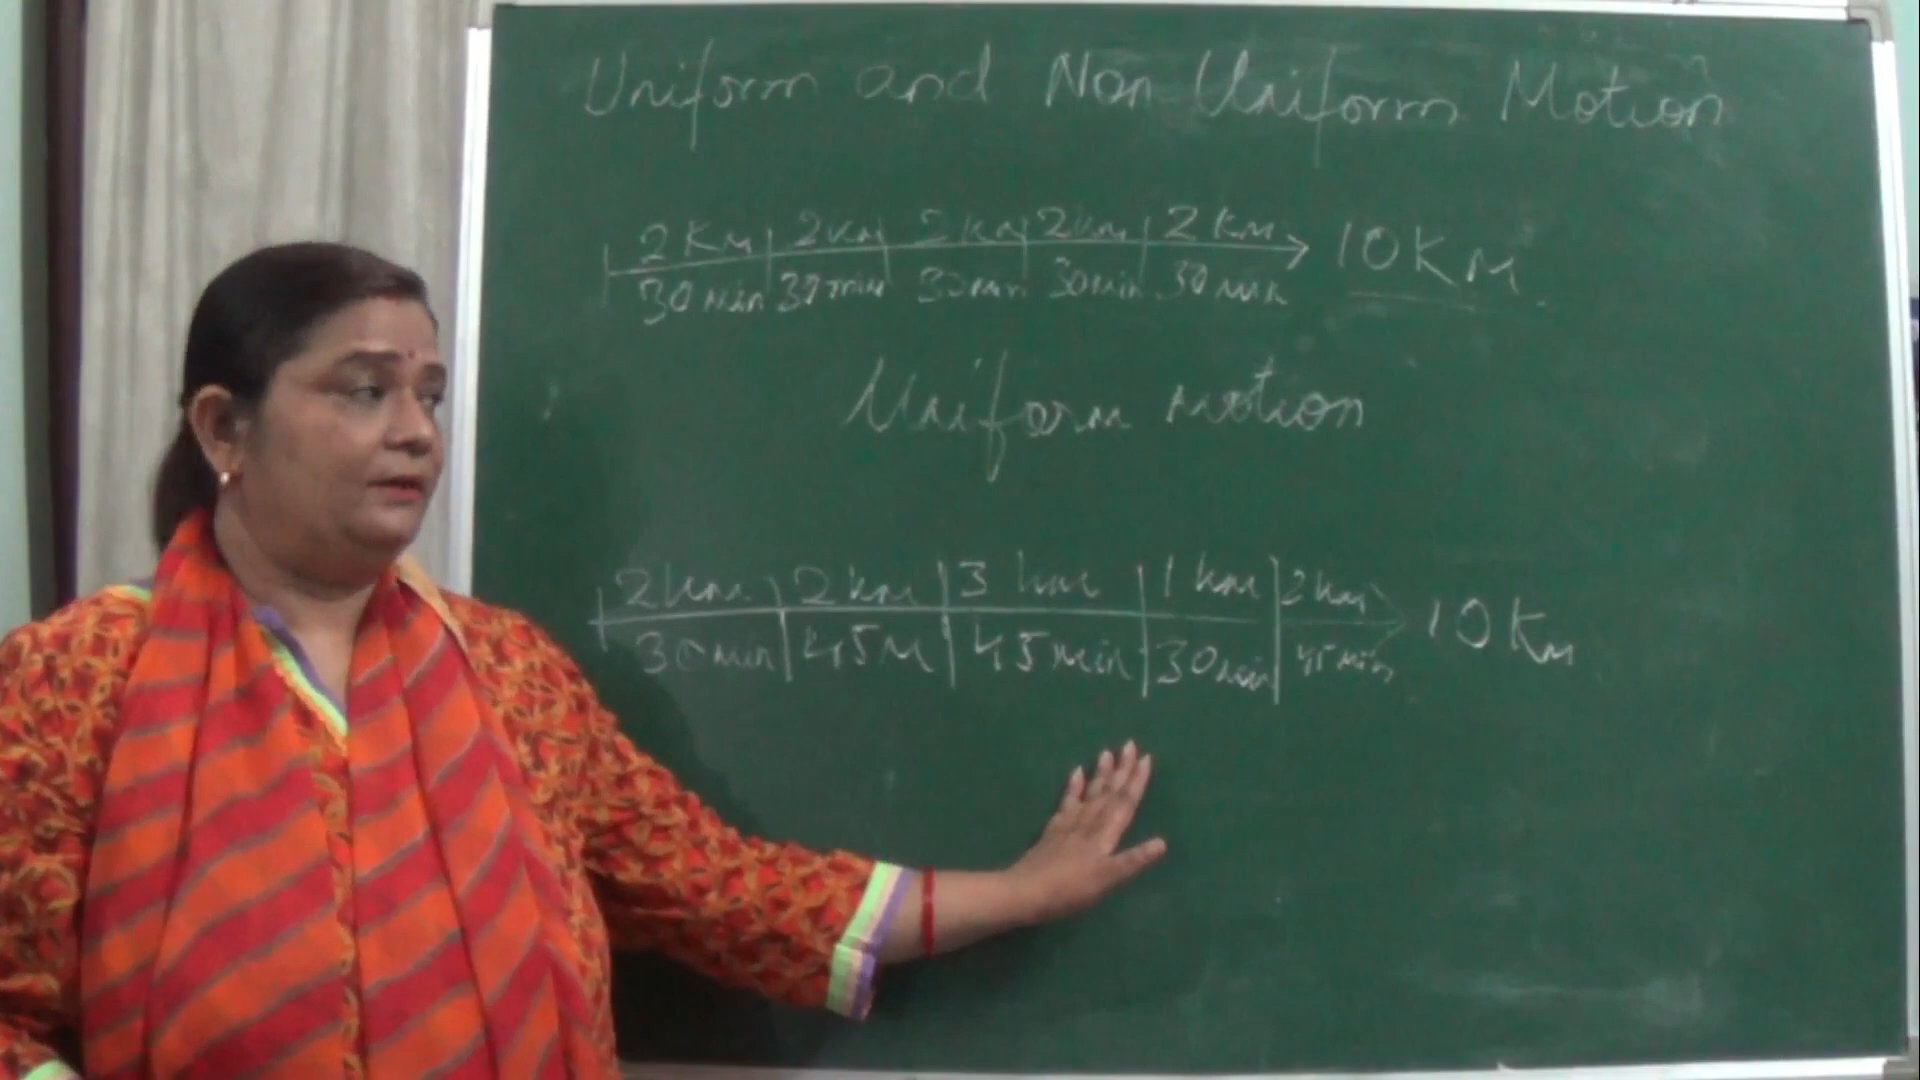 Uniform and Non Uniform Motion
2 Km 2 km 2 km 2 km 2 km 10 Km
30 min 30 min 30 min 30 min 30 min
Uniform motion
2 km 2 km 3 km 1 km 2 km 10 Km
30 min 45 M 45 min 30 min 45 min